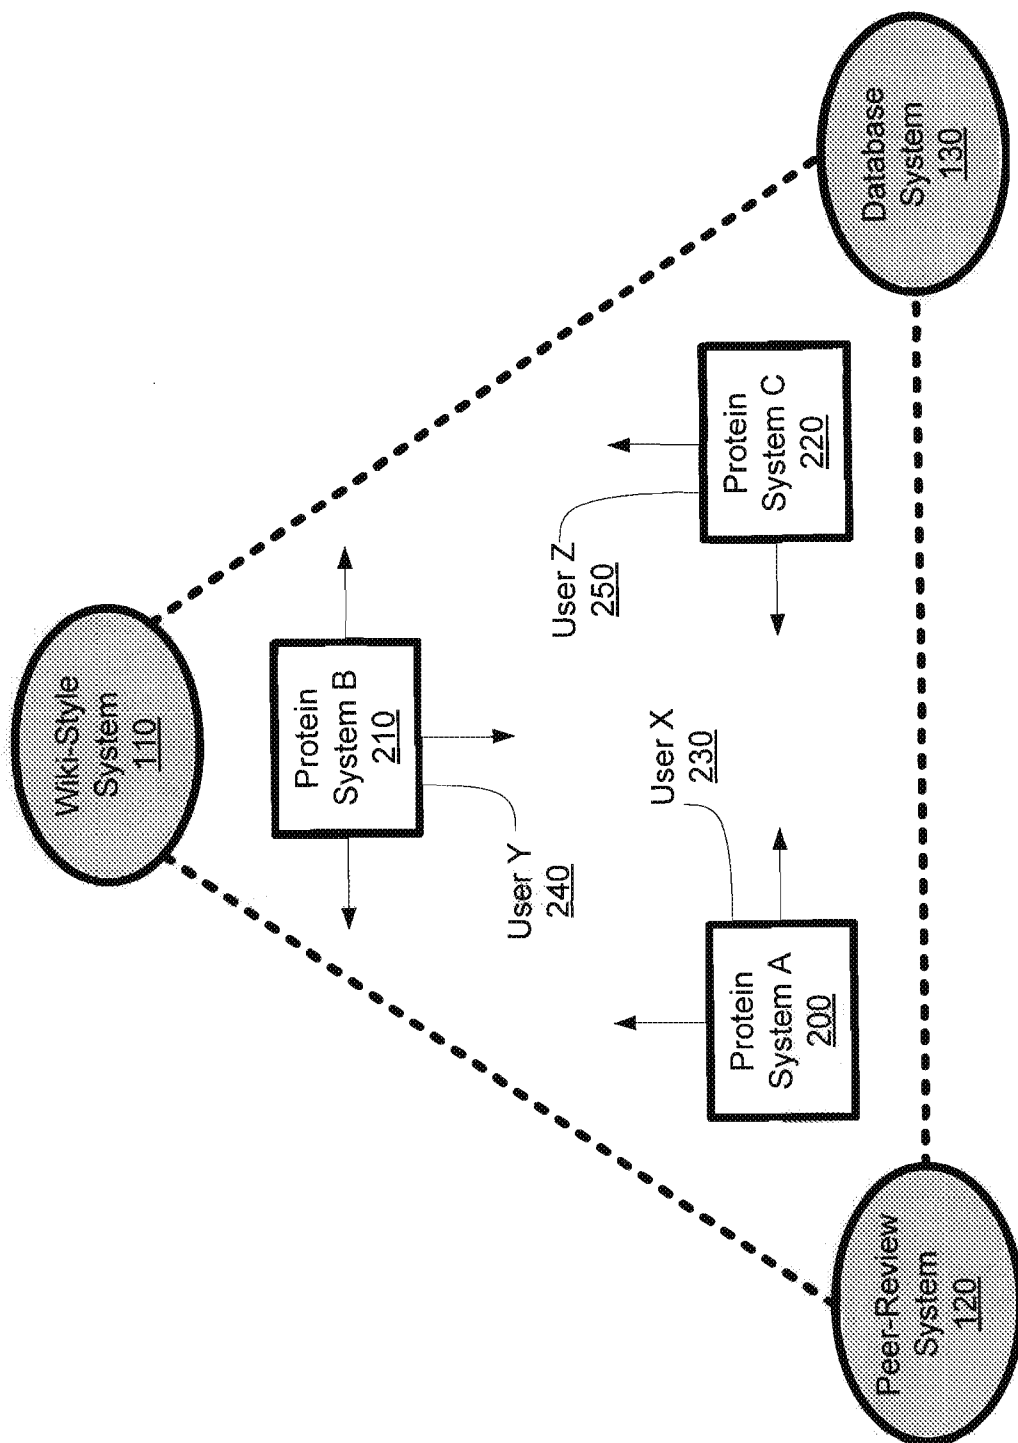 Wiki-Style
System
110
Protein
System B
210
User Y
240
User X
230
User Z
250
Protein
System A
200
Protein
System C
220
Peer-Review
System
120
Database
System
130